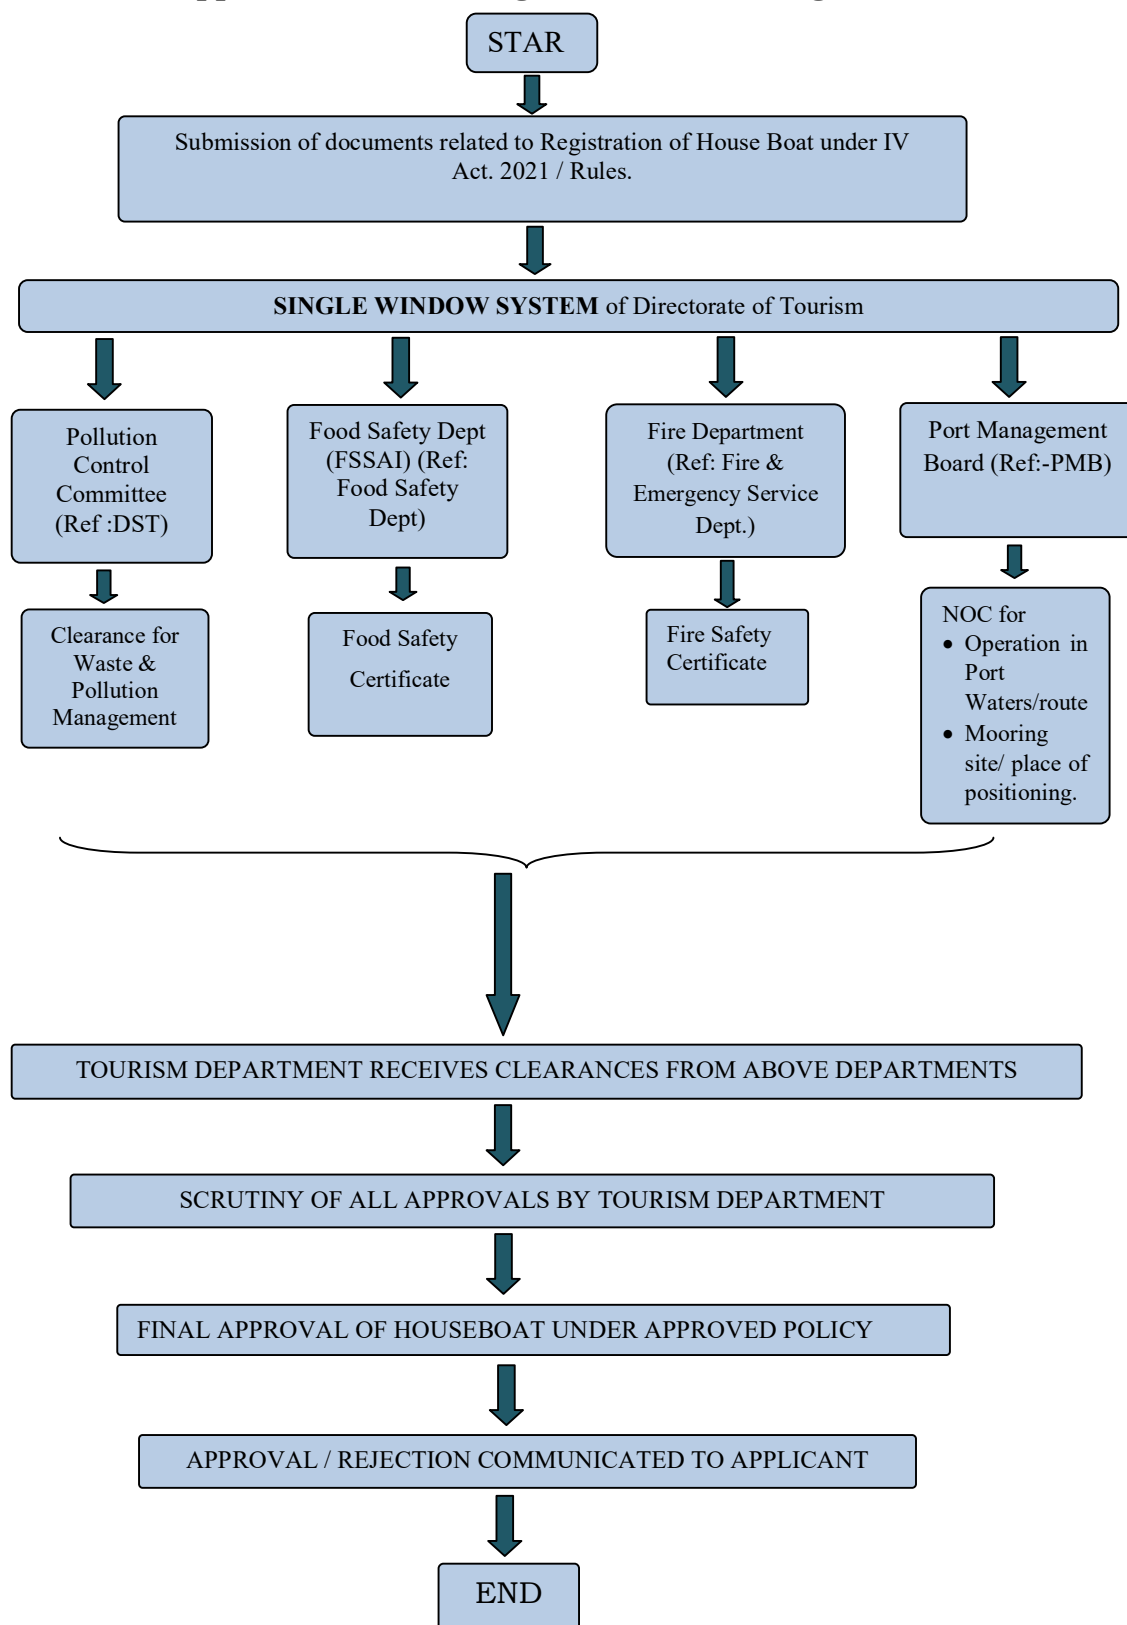 STAR
Submission of documents related to Registration of House Boat under IV
Act. 2021 / Rules.
SINGLE WINDOW SYSTEM of Directorate of Tourism
Pollution
Control
Committee
(Ref :DST)
Food Safety Dept
(FSSAI) (Ref:
Food Safety
Dept)
Fire Department
(Ref: Fire &
Emergency Service
Dept.)
Port Management
Board (Ref:-PMB)
Clearance for
Waste &
Pollution
Management
Food Safety
Certificate
Fire Safety
Certificate
NOC for
• Operation in
Port
Waters/route
• Mooring
site/ place of
positioning.
TOURISM DEPARTMENT RECEIVES CLEARANCES FROM ABOVE DEPARTMENTS
SCRUTINY OF ALL APPROVALS BY TOURISM DEPARTMENT
FINAL APPROVAL OF HOUSEBOAT UNDER APPROVED POLICY
APPROVAL / REJECTION COMMUNICATED TO APPLICANT
END